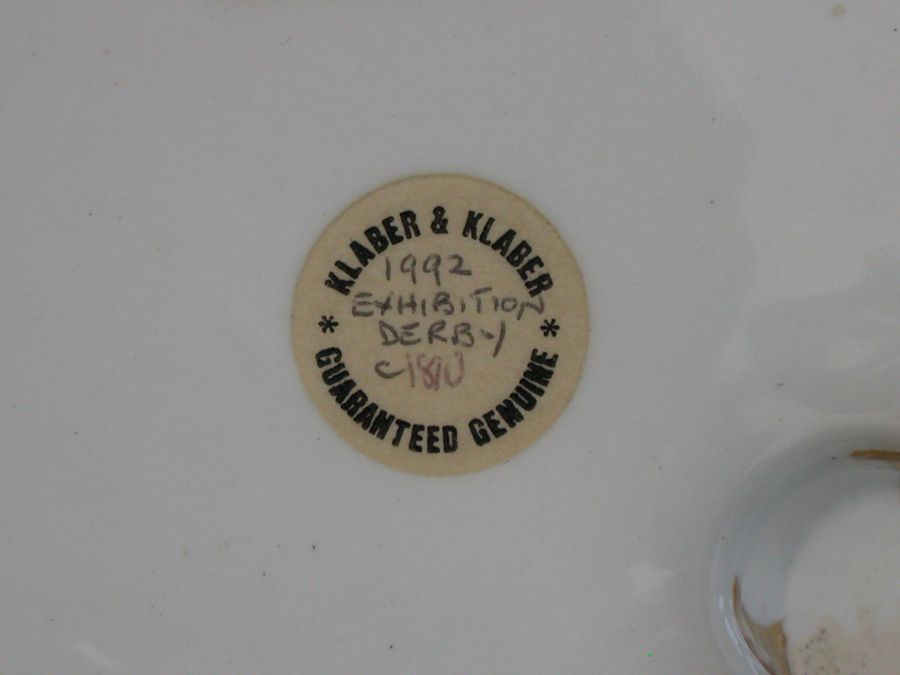 KLABER & KLABER
1992
EXHIBITION
DERBY
c1810
* GUARANTEED GENUINE *